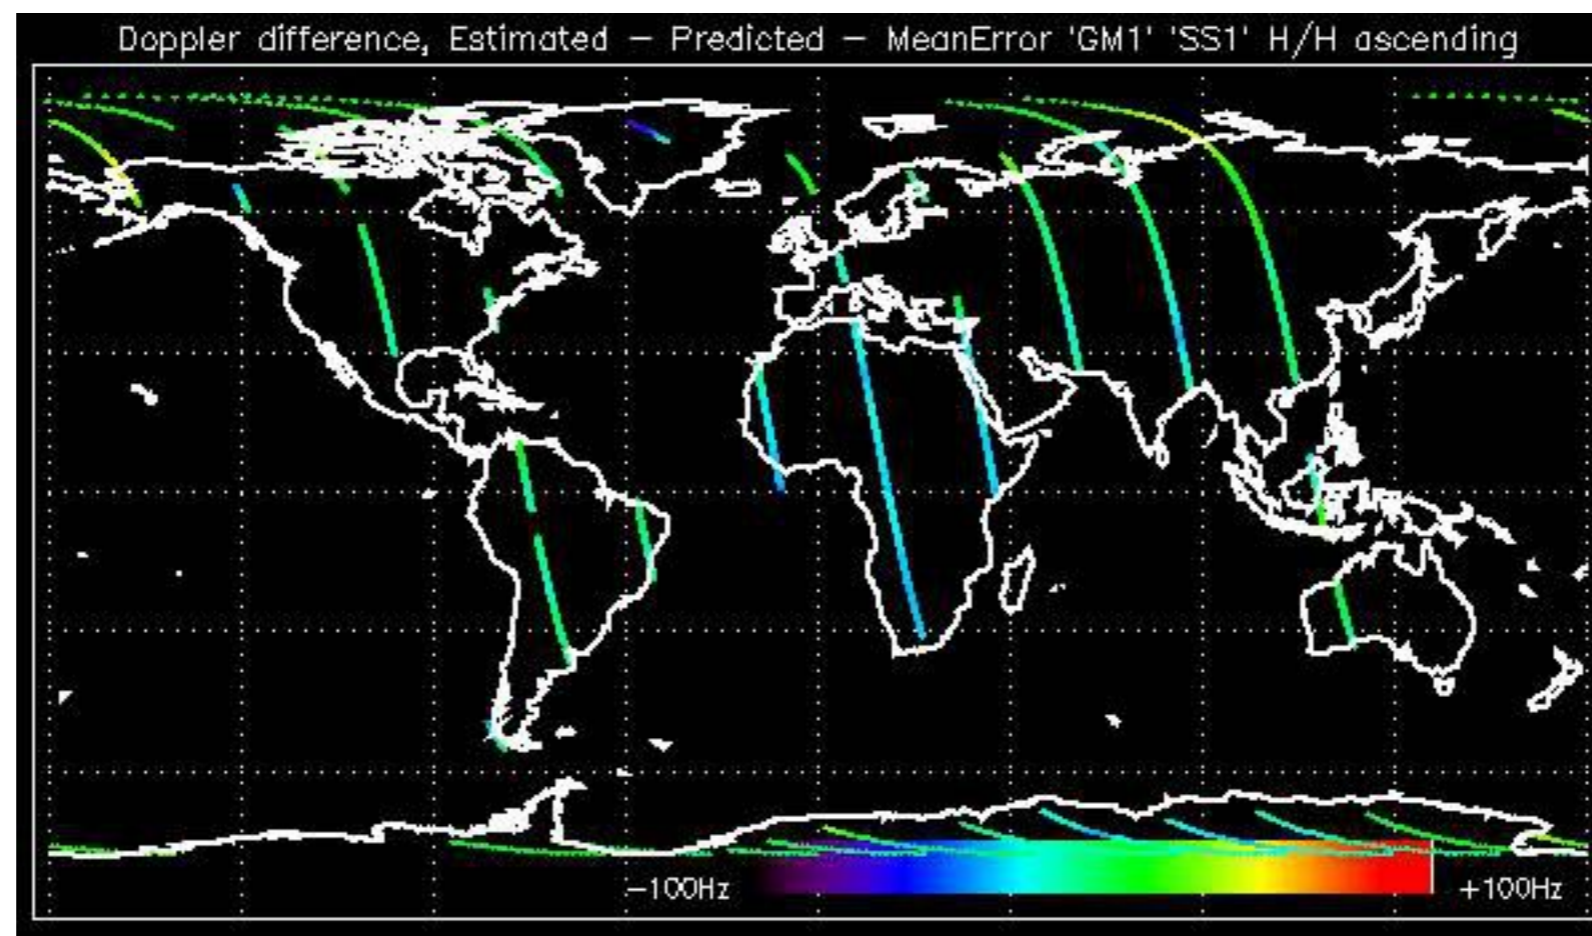 Doppler difference, Estimated – Predicted – MeanError 'GM1' 'SS1' H/H ascending
–100Hz +100Hz